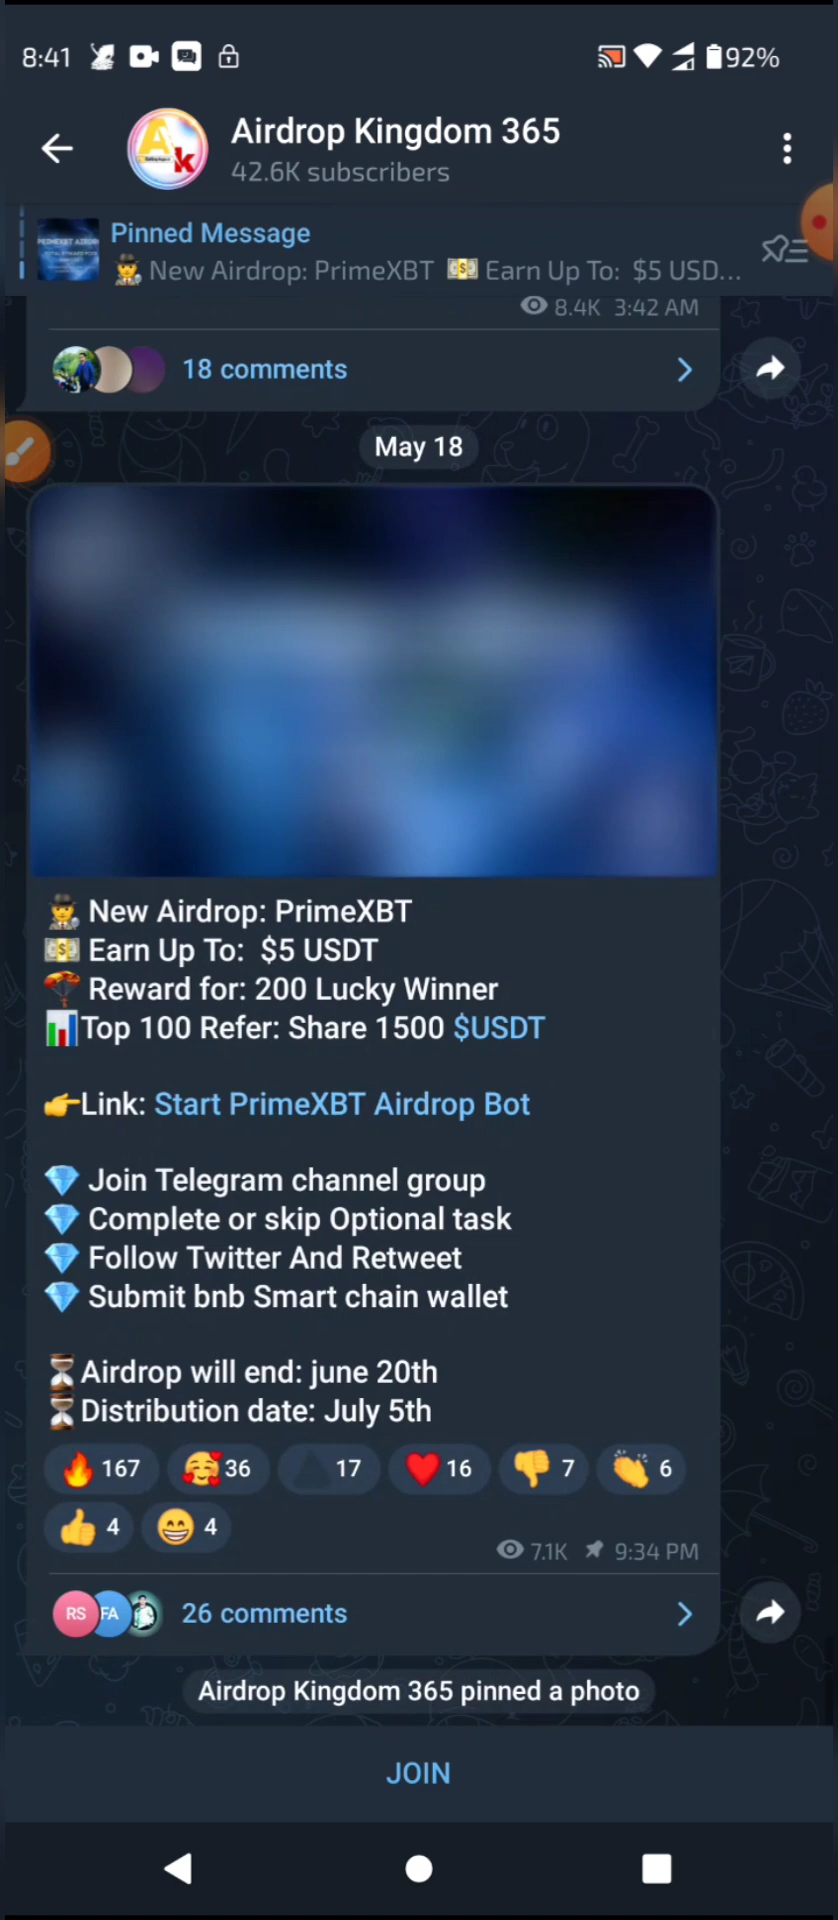 8:41 92%
Airdrop Kingdom 365
42.6K subscribers
Pinned Message
New Airdrop: PrimeXBT 💵 Earn Up To: $5 USD...
8.4K 3:42 AM
18 comments
May 18
New Airdrop: PrimeXBT
Earn Up To: $5 USDT
Reward for: 200 Lucky Winner
Top 100 Refer: Share 1500 $USDT
👉Link: Start PrimeXBT Airdrop Bot
💎 Join Telegram channel group
💎 Complete or skip Optional task
💎 Follow Twitter And Retweet
💎 Submit bnb Smart chain wallet
⏳Airdrop will end: june 20th
⏳Distribution date: July 5th
🔥 167 🥰 36 17 ❤️ 16 👎 7 👏 6
👍 4 😁 4
7.1K 9:34 PM
RS FA 26 comments
Airdrop Kingdom 365 pinned a photo
JOIN